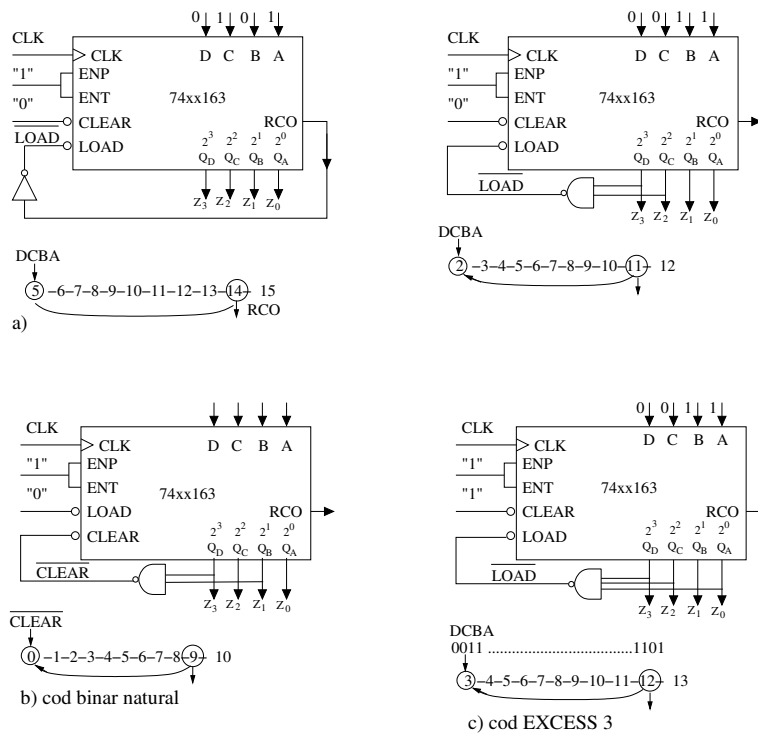 0 1 0 1
CLK
D C B A
CLK
ENP
"1"
ENT
74xx163
"0"
CLEAR
RCO
LOAD
LOAD
2^3 2^2 2^1 2^0
Q_D Q_C Q_B Q_A
Z_3 Z_2 Z_1 Z_0
DCBA
5 –6–7–8–9–10–11–12–13–14– 15
RCO
a)
0 0 1 1
CLK
D C B A
CLK
ENP
"1"
ENT
74xx163
"0"
CLEAR
RCO
LOAD
2^3 2^2 2^1 2^0
Q_D Q_C Q_B Q_A
LOAD
Z_3 Z_2 Z_1 Z_0
DCBA
2 –3–4–5–6–7–8–9–10–11– 12
CLK
D C B A
CLK
ENP
"1"
ENT
74xx163
"0"
LOAD
RCO
CLEAR
2^3 2^2 2^1 2^0
Q_D Q_C Q_B Q_A
CLEAR
Z_3 Z_2 Z_1 Z_0
CLEAR
0 –1–2–3–4–5–6–7–8–9– 10
b) cod binar natural
0 0 1 1
CLK
D C B A
CLK
ENP
"1"
ENT
74xx163
"1"
CLEAR
RCO
LOAD
2^3 2^2 2^1 2^0
Q_D Q_C Q_B Q_A
LOAD
Z_3 Z_2 Z_1 Z_0
DCBA
0011 ....................................1101
3 –4–5–6–7–8–9–10–11–12– 13
c) cod EXCESS 3